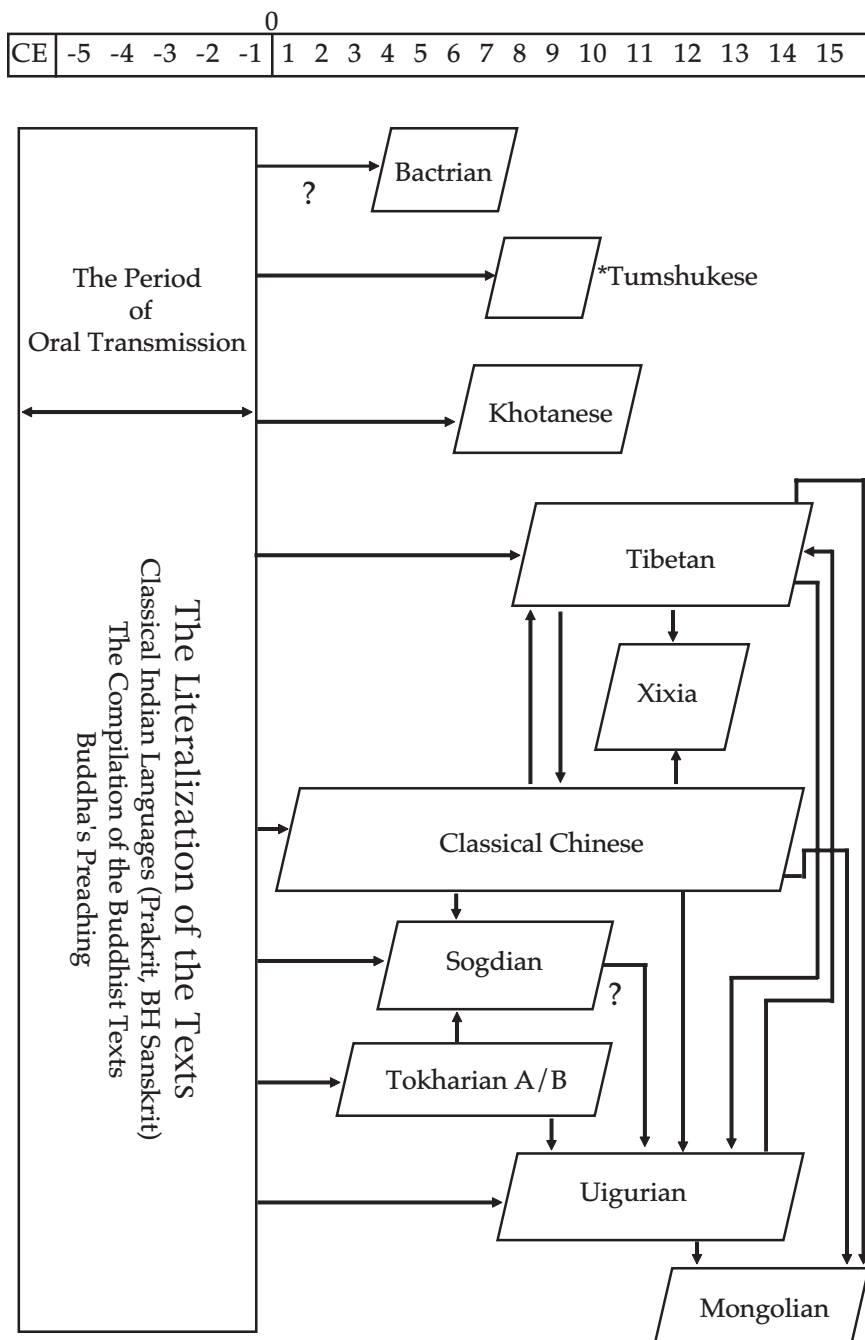 0
CE -5 -4 -3 -2 -1 1 2 3 4 5 6 7 8 9 10 11 12 13 14 15
Bactrian
?
The Period
of
Oral Transmission
*Tumshukese
Khotanese
Tibetan
Xixia
The Literalization of the Texts
Classical Indian Languages (Prakrit, BH Sanskrit)
The Compilation of the Buddhist Texts
Buddha's Preaching
Classical Chinese
Sogdian
?
Tokharian A/B
Uigurian
Mongolian